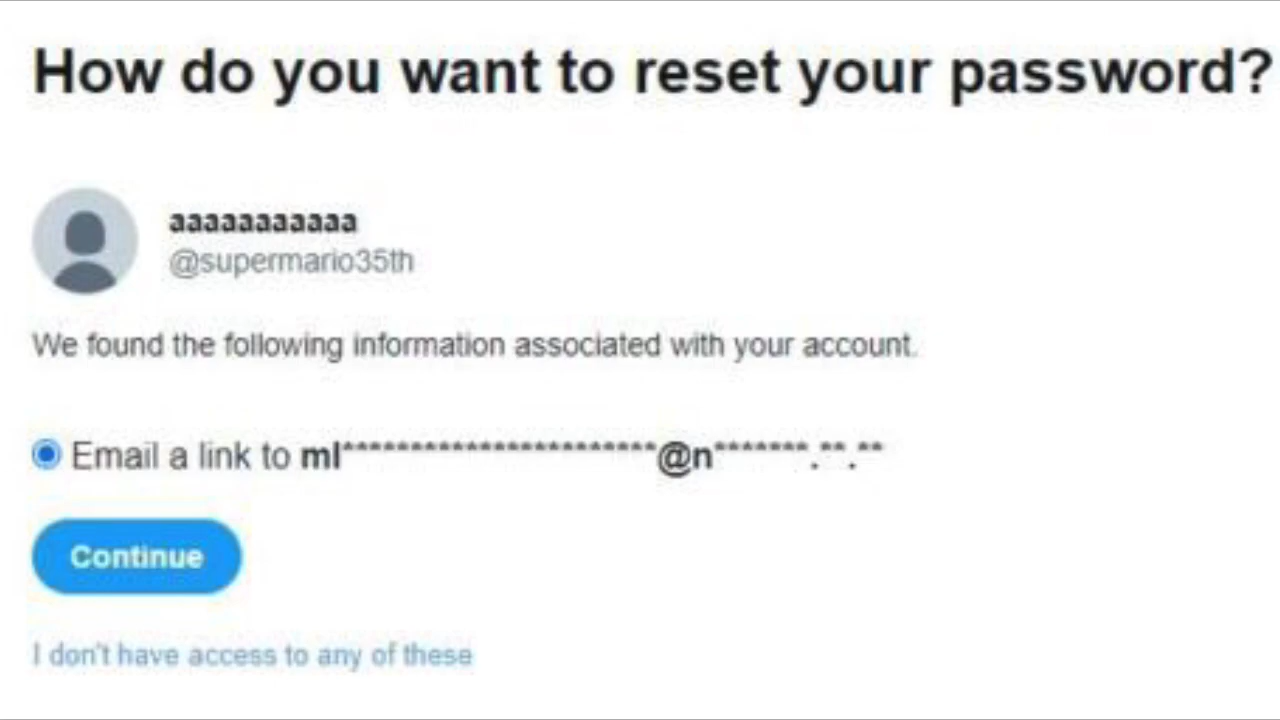 How do you want to reset your password?
aaaaaaaaaaa
@supermario35th
We found the following information associated with your account.
Email a link to ml***********************@n*******.**.**
Continue
I don't have access to any of these